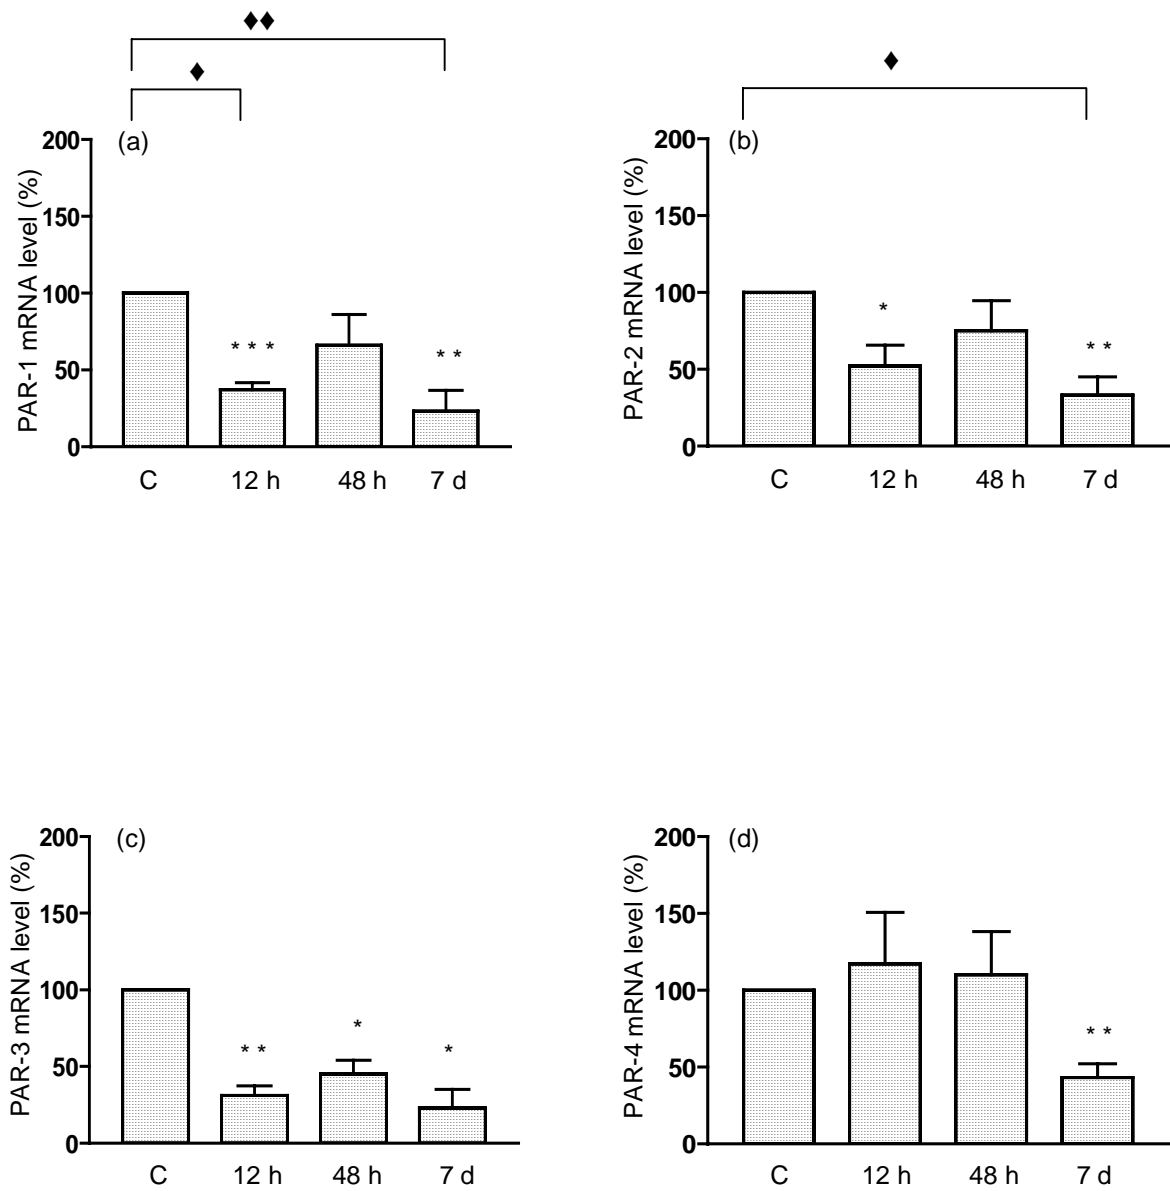 ♦♦
♦
♦
(a)
PAR-1 mRNA level (%)
200
150
100
50
0
* * *
* *
C 12 h 48 h 7 d
(b)
PAR-2 mRNA level (%)
200
150
100
50
0
*
* *
C 12 h 48 h 7 d
(c)
PAR-3 mRNA level (%)
200
150
100
50
0
* *
*
*
C 12 h 48 h 7 d
(d)
PAR-4 mRNA level (%)
200
150
100
50
0
* *
C 12 h 48 h 7 d